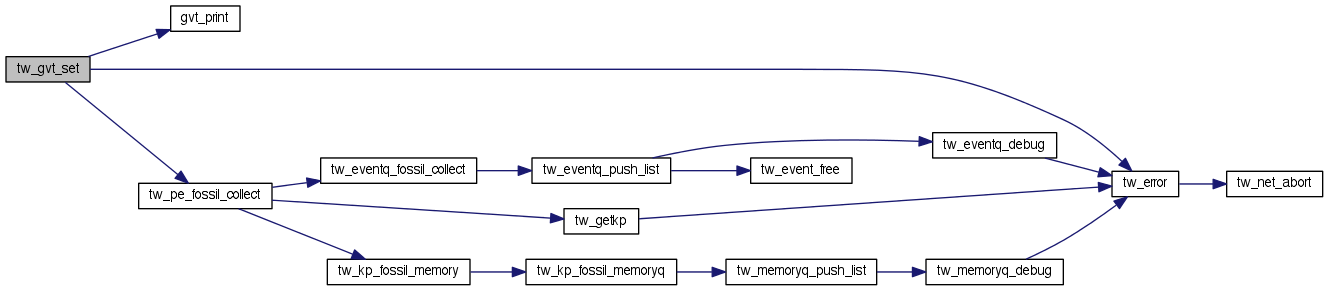 gvt_print
tw_gvt_set
tw_eventq_debug
tw_eventq_fossil_collect
tw_eventq_push_list
tw_event_free
tw_pe_fossil_collect
tw_error
tw_net_abort
tw_getkp
tw_kp_fossil_memory
tw_kp_fossil_memoryq
tw_memoryq_push_list
tw_memoryq_debug